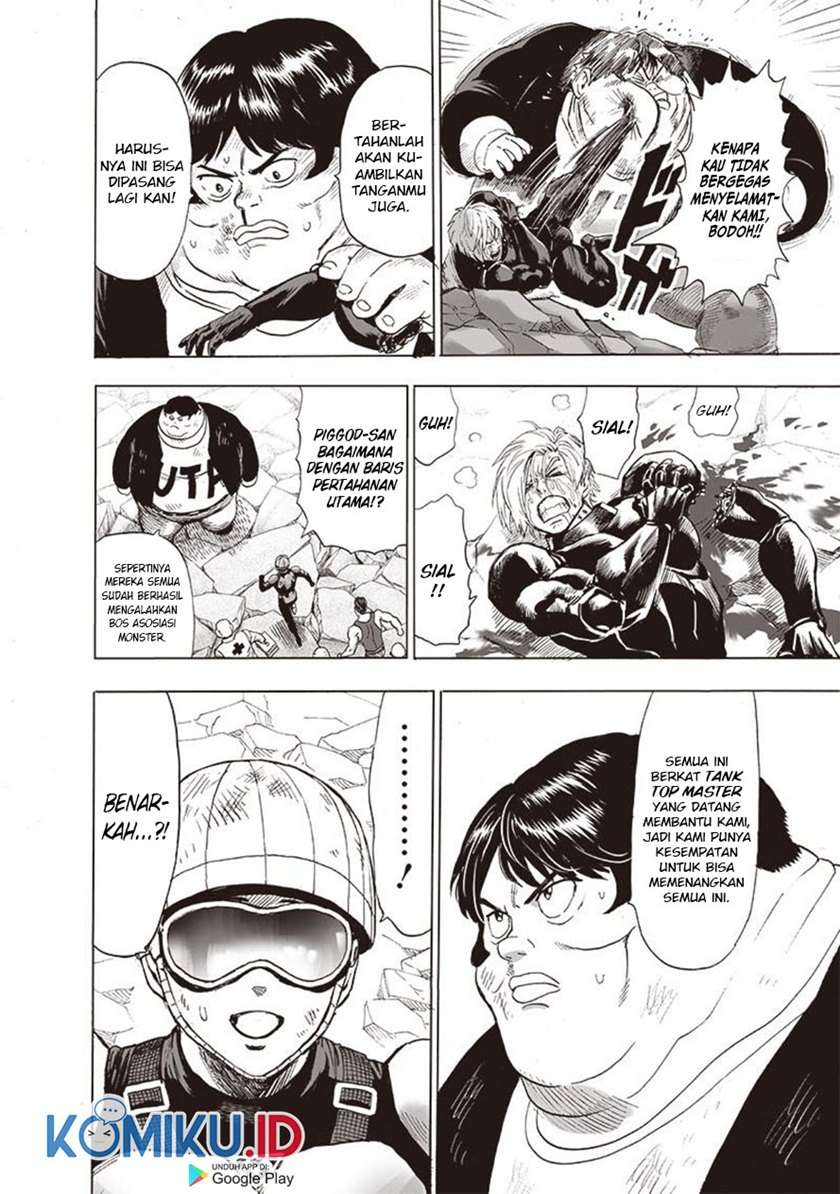 KENAPA
KAU TIDAK
BERGEGAS
MENYELAMAT-
KAN KAMI,
BODOH!!
ドドガ
BER-
TAHANLAH
AKAN KU-
AMBILKAN
TANGANMU
JUGA.
HARUS-
NYA INI BISA
DIPASANG
LAGI KAN!
GUH!
SIAL!
GUH!
SIAL
!!
PIGGOD-SAN
BAGAIMANA
DENGAN BARIS
PERTAHANAN
UTAMA!?
UTA
SEPERTINYA
MEREKA SEMUA
SUDAH BERHASIL
MENGALAHKAN
BOS ASOSIASI
MONSTER.
SEMUA INI
BERKAT TANK
TOP MASTER
YANG DATANG
MEMBANTU KAMI,
JADI KAMI PUNYA
KESEMPATAN
UNTUK BISA
MEMENANGKAN
SEMUA INI.
........!
BENAR-
KAH...?!
KOMIKU.ID
UNDUH APP DI:
Google Play